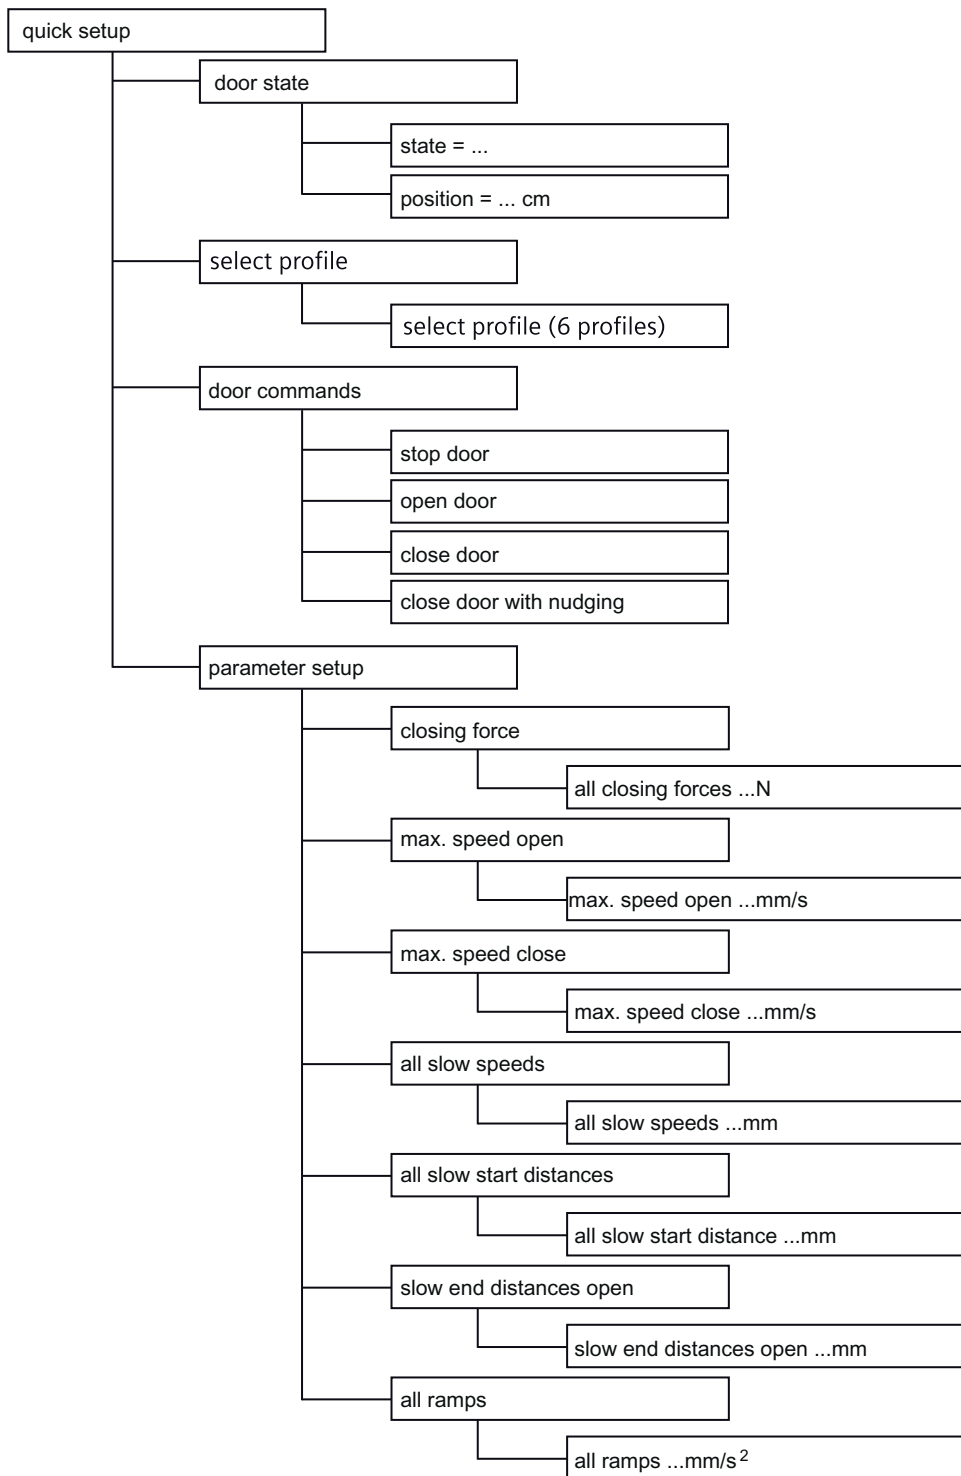 quick setup
door state
state = ...
position = ... cm
select profile
select profile (6 profiles)
door commands
stop door
open door
close door
close door with nudging
parameter setup
closing force
all closing forces ...N
max. speed open
max. speed open ...mm/s
max. speed close
max. speed close ...mm/s
all slow speeds
all slow speeds ...mm
all slow start distances
all slow start distance ...mm
slow end distances open
slow end distances open ...mm
all ramps
all ramps ...mm/s²